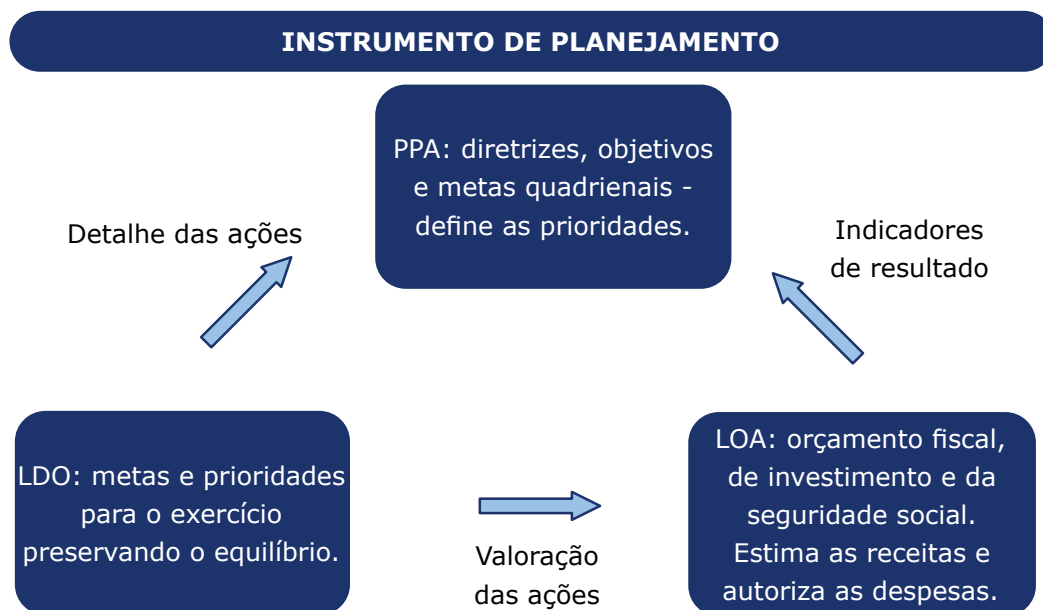 INSTRUMENTO DE PLANEJAMENTO
PPA: diretrizes, objetivos
e metas quadrienais -
define as prioridades.
Detalhe das ações
Indicadores
de resultado
LDO: metas e prioridades
para o exercício
preservando o equilíbrio.
Valoração
das ações
LOA: orçamento fiscal,
de investimento e da
seguridade social.
Estima as receitas e
autoriza as despesas.